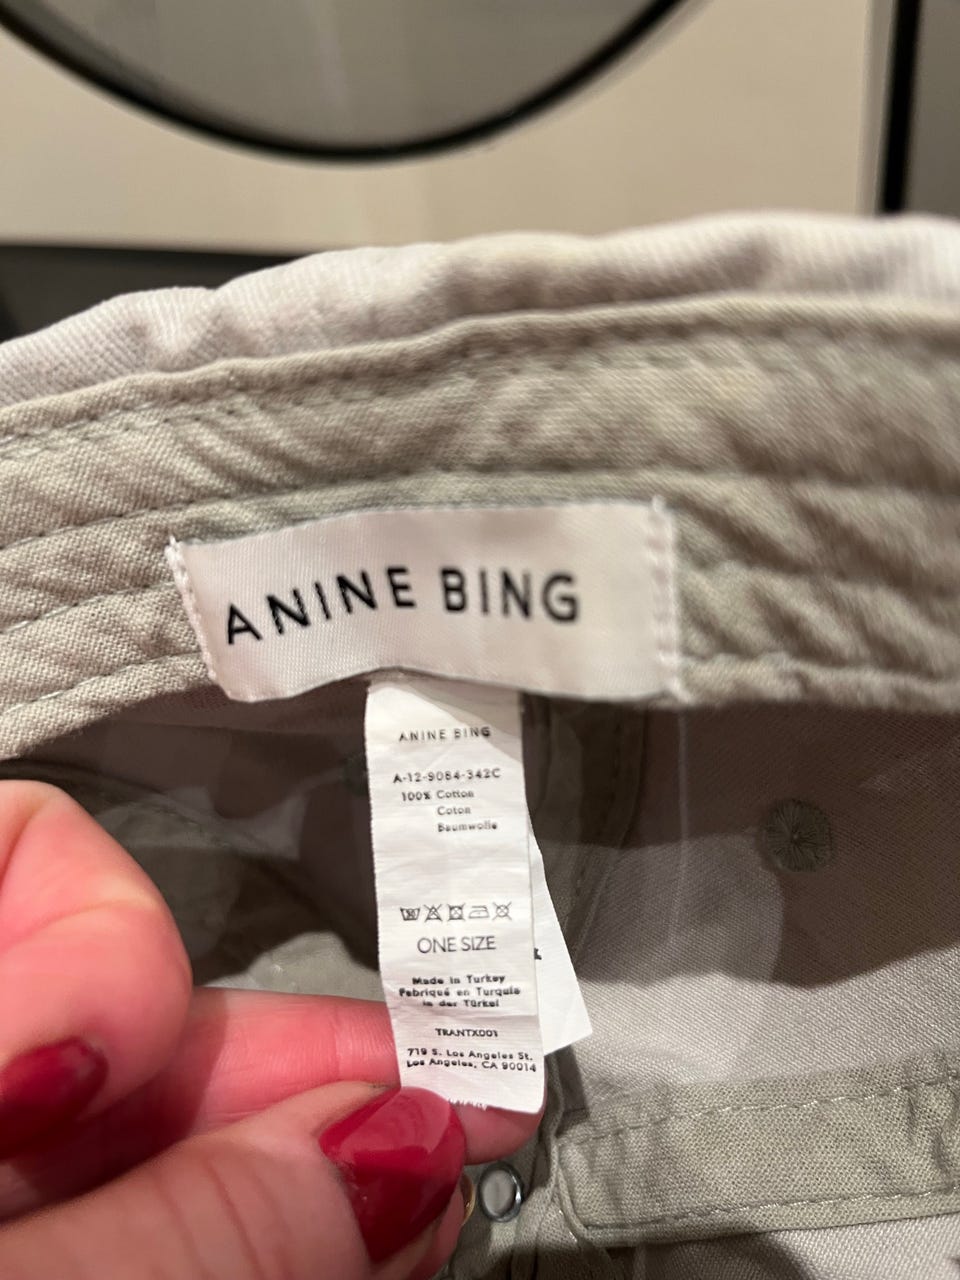 ANINE BING
ANINE BING
A-12-9084-342C
100% Cotton
Coton
Baumwolle
ONE SIZE
Made in Turkey
Fabriqué en Turquie
in der Türkei
TRANTX001
719 S. Los Angeles St.
Los Angeles, CA 90014